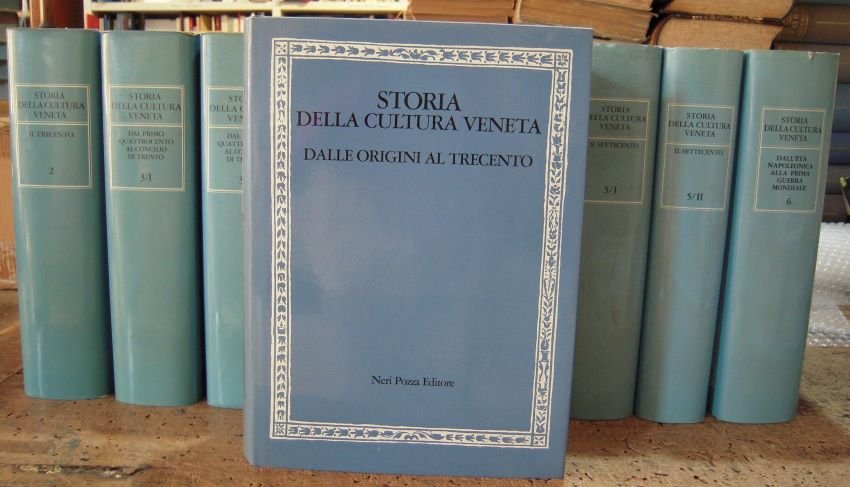 STORIA
DELLA CULTURA
VENETA
IL TRECENTO
2
STORIA
DELLA CULTURA
VENETA
DAL PRIMO
QUATTROCENTO
AL CONCILIO
DI TRENTO
3/I
STORIA
DELLA CULTURA VENETA
DALLE ORIGINI AL TRECENTO
Neri Pozza Editore
STORIA
DELLA CULTURA
VENETA
IL SETTECENTO
5/I
STORIA
DELLA CULTURA
VENETA
IL SETTECENTO
5/II
STORIA
DELLA CULTURA
VENETA
DALL'ETÀ
NAPOLEONICA
ALLA PRIMA
GUERRA
MONDIALE
6